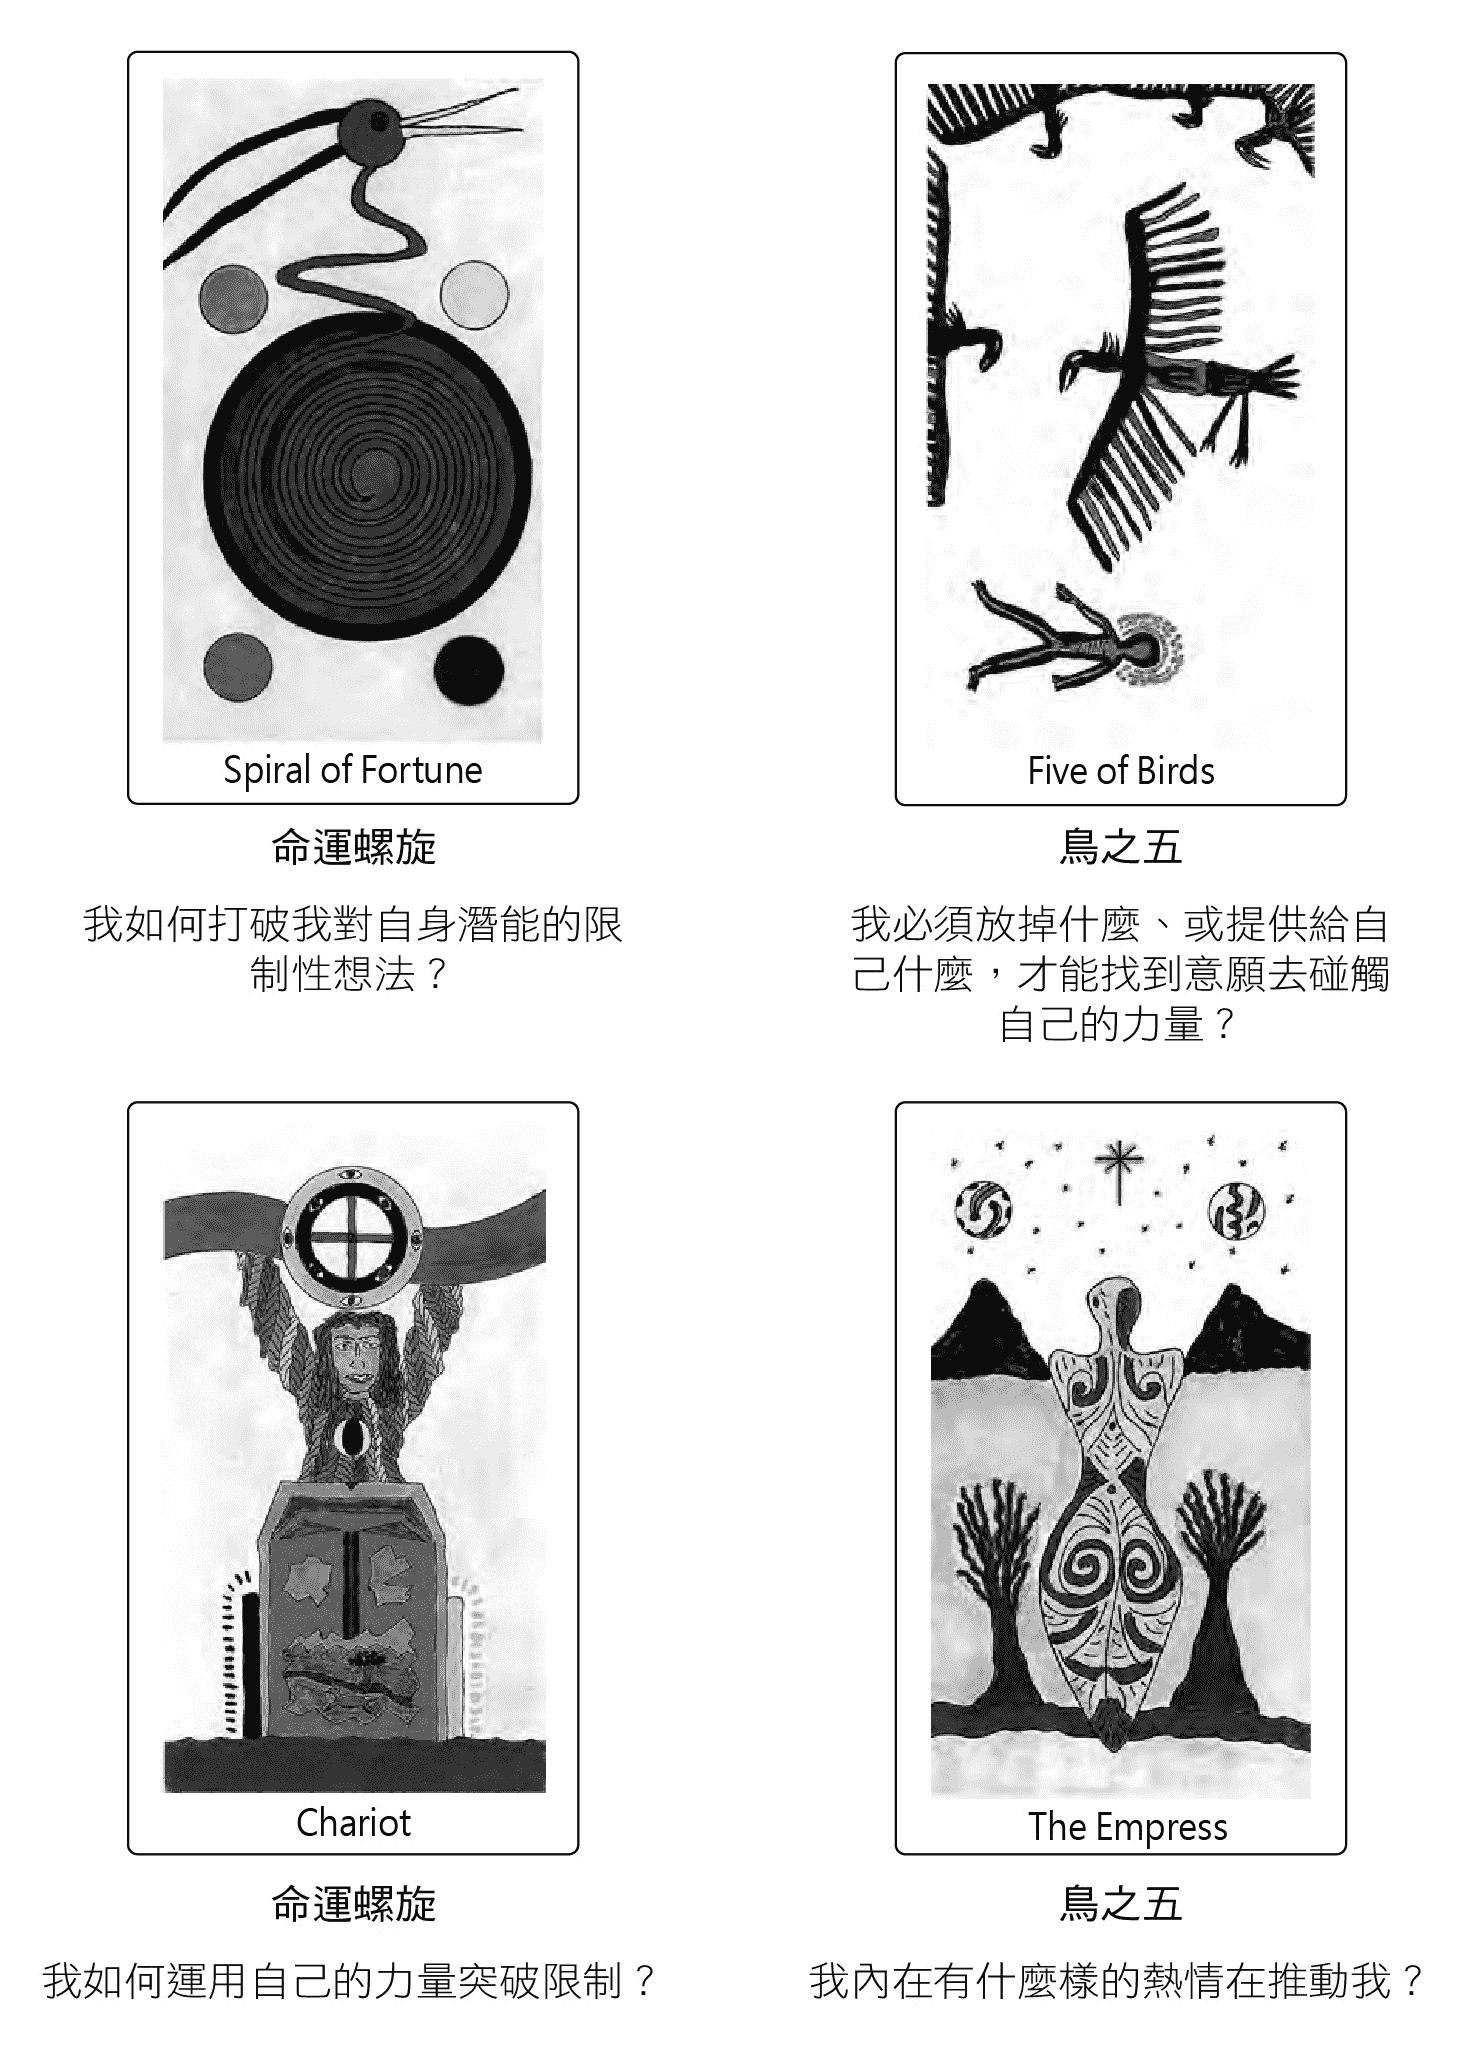 Spiral of Fortune
命運螺旋
我如何打破我對自身潛能的限
制性想法？
Five of Birds
鳥之五
我必須放掉什麼、或提供給自
己什麼，才能找到意願去碰觸
自己的力量？
Chariot
命運螺旋
我如何運用自己的力量突破限制？
The Empress
鳥之五
我內在有什麼樣的熱情在推動我？